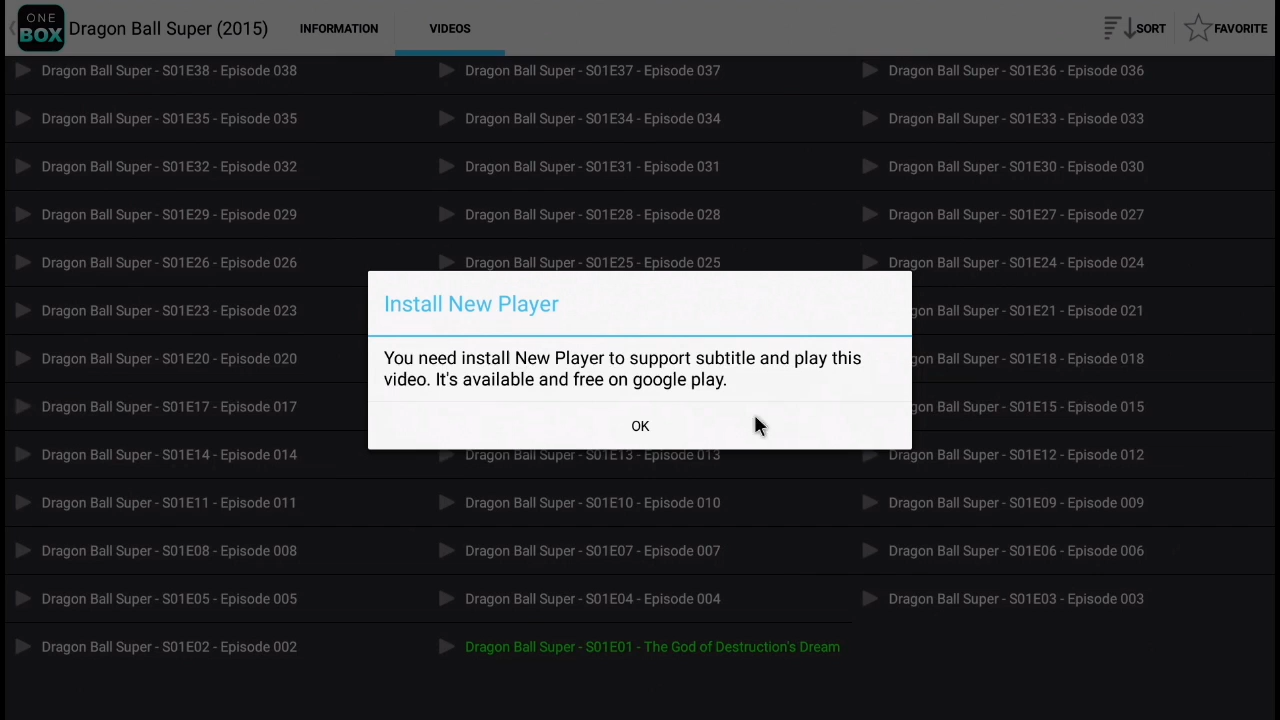 ONE
BOX
Dragon Ball Super (2015)
INFORMATION
VIDEOS
SORT
FAVORITE
Dragon Ball Super - S01E38 - Episode 038
Dragon Ball Super - S01E37 - Episode 037
Dragon Ball Super - S01E36 - Episode 036
Dragon Ball Super - S01E35 - Episode 035
Dragon Ball Super - S01E34 - Episode 034
Dragon Ball Super - S01E33 - Episode 033
Dragon Ball Super - S01E32 - Episode 032
Dragon Ball Super - S01E31 - Episode 031
Dragon Ball Super - S01E30 - Episode 030
Dragon Ball Super - S01E29 - Episode 029
Dragon Ball Super - S01E28 - Episode 028
Dragon Ball Super - S01E27 - Episode 027
Dragon Ball Super - S01E26 - Episode 026
Dragon Ball Super - S01E25 - Episode 025
Dragon Ball Super - S01E24 - Episode 024
Dragon Ball Super - S01E23 - Episode 023
Install New Player
gon Ball Super - S01E21 - Episode 021
Dragon Ball Super - S01E20 - Episode 020
You need install New Player to support subtitle and play this
video. It's available and free on google play.
gon Ball Super - S01E18 - Episode 018
Dragon Ball Super - S01E17 - Episode 017
OK
gon Ball Super - S01E15 - Episode 015
Dragon Ball Super - S01E14 - Episode 014
Dragon Ball Super - S01E13 - Episode 013
Dragon Ball Super - S01E12 - Episode 012
Dragon Ball Super - S01E11 - Episode 011
Dragon Ball Super - S01E10 - Episode 010
Dragon Ball Super - S01E09 - Episode 009
Dragon Ball Super - S01E08 - Episode 008
Dragon Ball Super - S01E07 - Episode 007
Dragon Ball Super - S01E06 - Episode 006
Dragon Ball Super - S01E05 - Episode 005
Dragon Ball Super - S01E04 - Episode 004
Dragon Ball Super - S01E03 - Episode 003
Dragon Ball Super - S01E02 - Episode 002
Dragon Ball Super - S01E01 - The God of Destruction's Dream